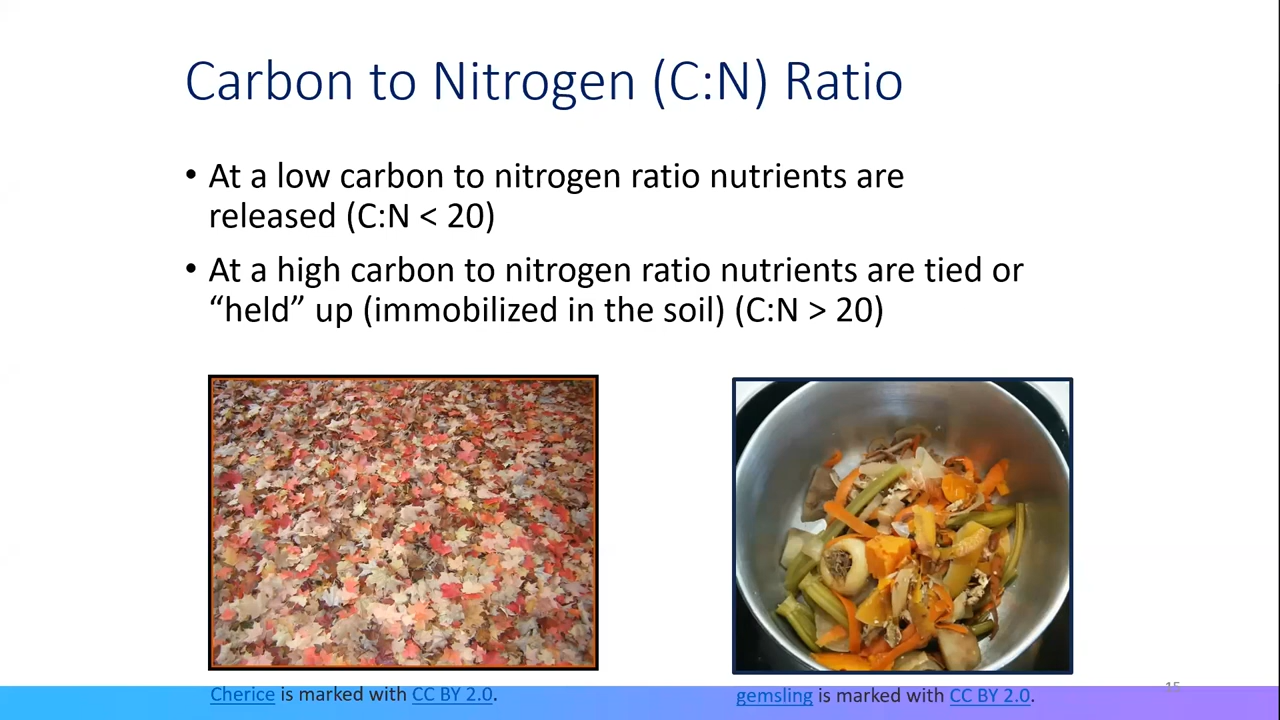 Carbon to Nitrogen (C:N) Ratio
• At a low carbon to nitrogen ratio nutrients are
released (C:N < 20)
• At a high carbon to nitrogen ratio nutrients are tied or
“held” up (immobilized in the soil) (C:N > 20)
Cherice is marked with CC BY 2.0.
gemsling is marked with CC BY 2.0.
15